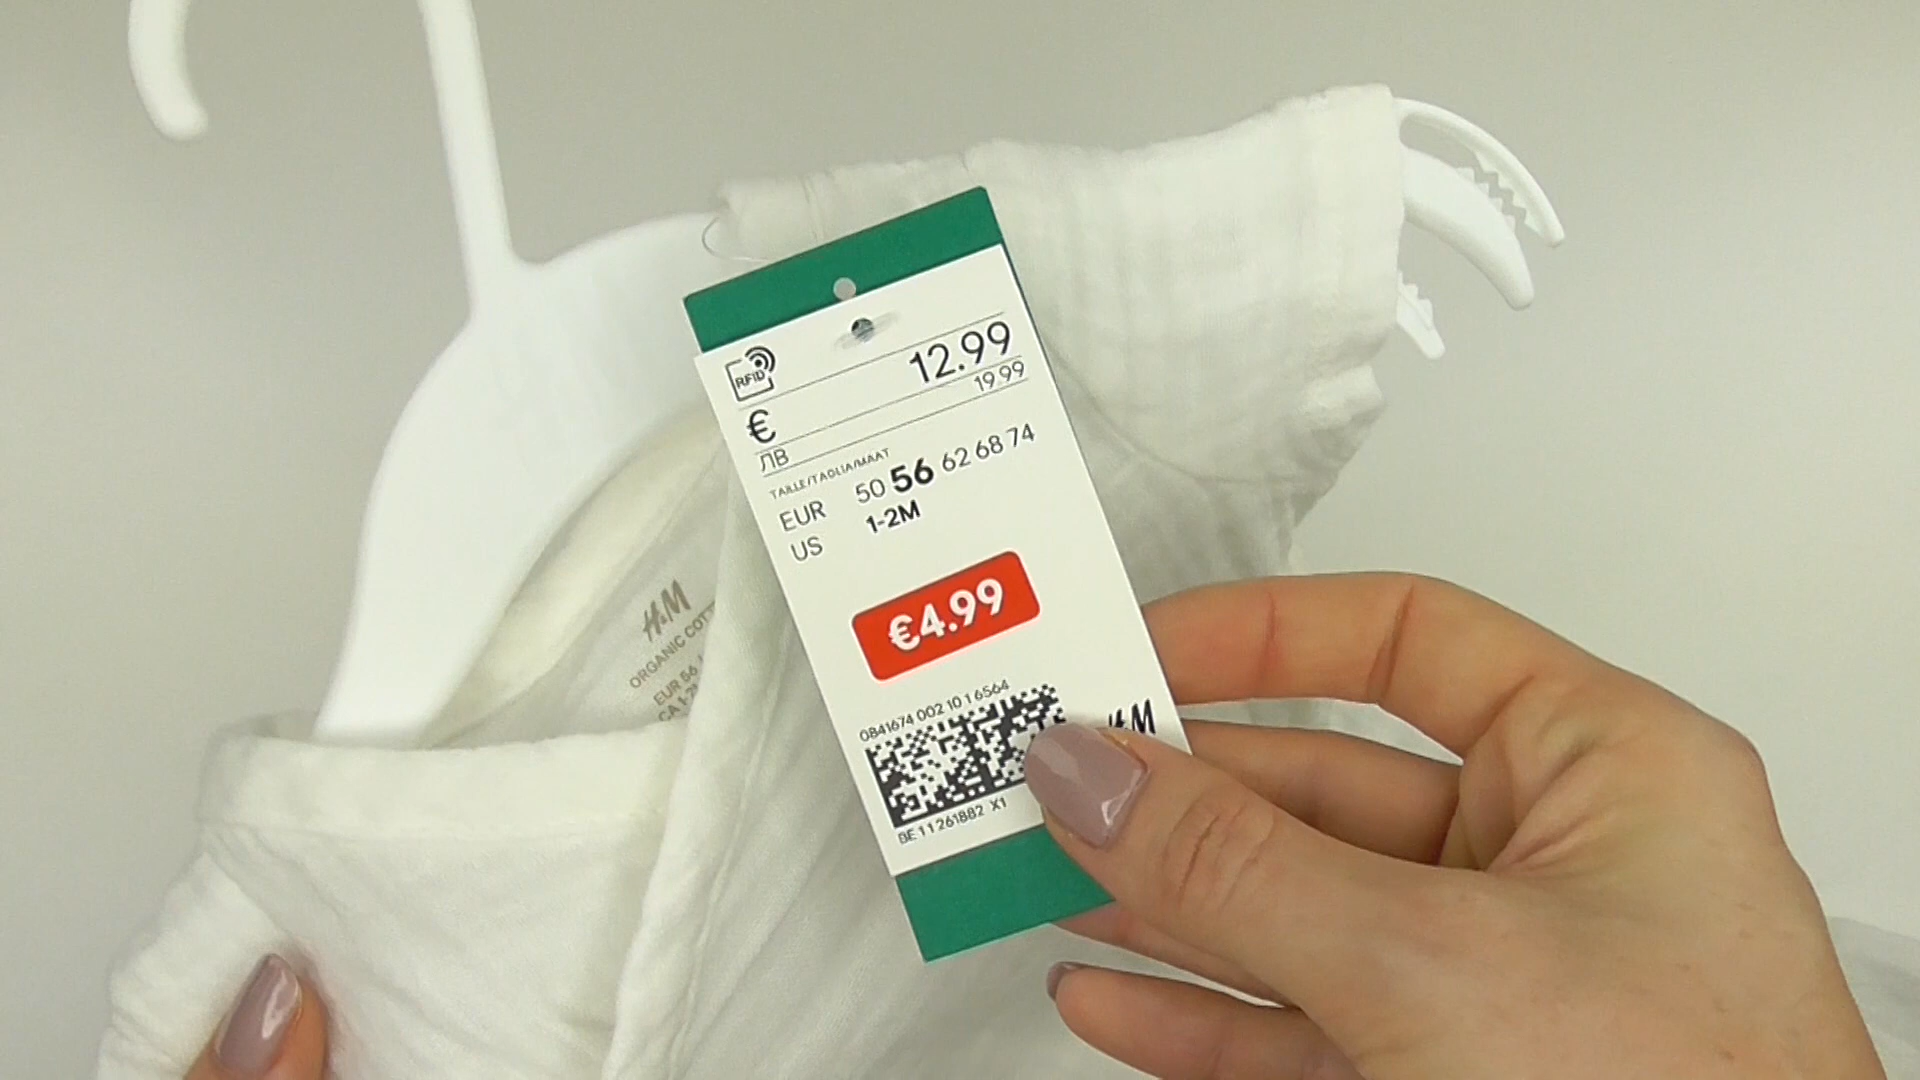 RFID
12.99
€
19.99
ЛВ
TAILLE/TAGLIA/MAAT
EUR 50 56 62 68 74
US 1-2M
€4.99
0841674 002 10 1 6564
H&M
BE 11261882 X1
H&M
ORGANIC
EUR 56
CA